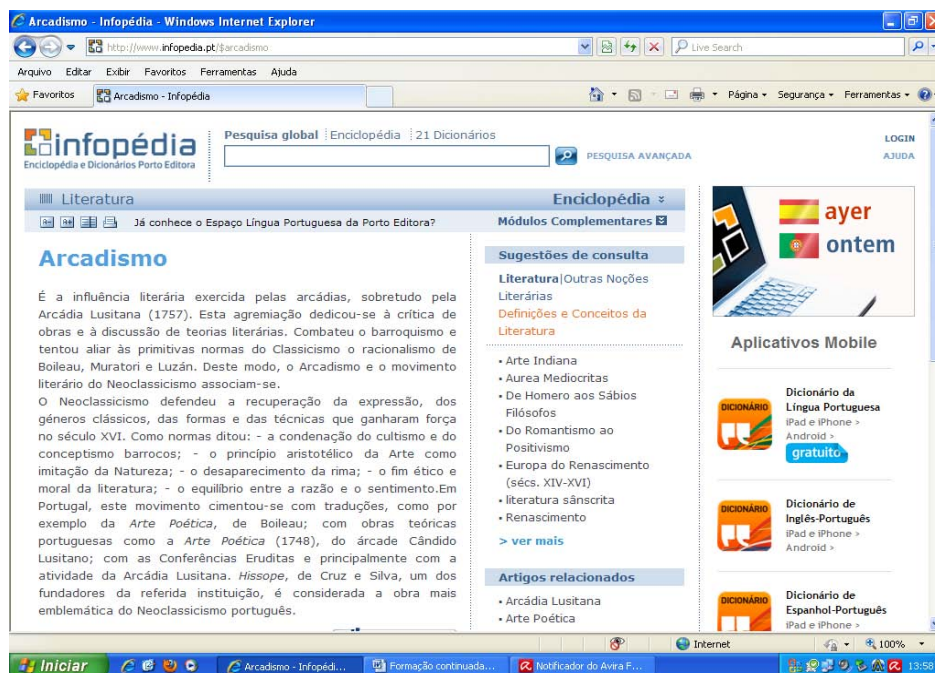 Arcadismo - Infopédia - Windows Internet Explorer
http://www.infopedia.pt/$arcadismo
Live Search
Arquivo Editar Exibir Favoritos Ferramentas Ajuda
Favoritos Arcadismo - Infopédia Página Segurança Ferramentas
infopédia
Enciclopédia e Dicionários Porto Editora
Pesquisa global Enciclopédia 21 Dicionários
PESQUISA AVANÇADA
LOGIN
AJUDA
Literatura
Enciclopédia
Já conhece o Espaço Língua Portuguesa da Porto Editora?
Módulos Complementares
Arcadismo
É a influência literária exercida pelas arcádias, sobretudo pela
Arcádia Lusitana (1757). Esta agremiação dedicou-se à crítica de
obras e à discussão de teorias literárias. Combateu o barroquismo e
tentou aliar às primitivas normas do Classicismo o racionalismo de
Boileau, Muratori e Luzán. Deste modo, o Arcadismo e o movimento
literário do Neoclassicismo associam-se.
O Neoclassicismo defendeu a recuperação da expressão, dos
géneros clássicos, das formas e das técnicas que ganharam força
no século XVI. Como normas ditou: - a condenação do cultismo e do
conceptismo barrocos; - o princípio aristotélico da Arte como
imitação da Natureza; - o desaparecimento da rima; - o fim ético e
moral da literatura; - o equilíbrio entre a razão e o sentimento.Em
Portugal, este movimento cimentou-se com traduções, como por
exemplo da Arte Poética, de Boileau; com obras teóricas
portuguesas como a Arte Poética (1748), do árcade Cândido
Lusitano; com as Conferências Eruditas e principalmente com a
atividade da Arcádia Lusitana. Hissope, de Cruz e Silva, um dos
fundadores da referida instituição, é considerada a obra mais
emblemática do Neoclassicismo português.
Sugestões de consulta
Literatura|Outras Noções
Literárias
Definições e Conceitos da
Literatura
• Arte Indiana
• Aurea Mediocritas
• De Homero aos Sábios
Filósofos
• Do Romantismo ao
Positivismo
• Europa do Renascimento
(sécs. XIV-XVI)
• literatura sânscrita
• Renascimento
> ver mais
Artigos relacionados
• Arcádia Lusitana
• Arte Poética
ayer
ontem
Aplicativos Mobile
DICIONÁRIO
Dicionário da
Língua Portuguesa
iPad e iPhone >
Android >
gratuito
DICIONÁRIO
Dicionário de
Inglês-Português
iPad e iPhone >
Android >
DICIONÁRIO
Dicionário de
Espanhol-Português
iPad e iPhone >
Internet 100%
Iniciar Arcadismo - Infopédi... Formação continuada... Notificador do Avira F... 13:58